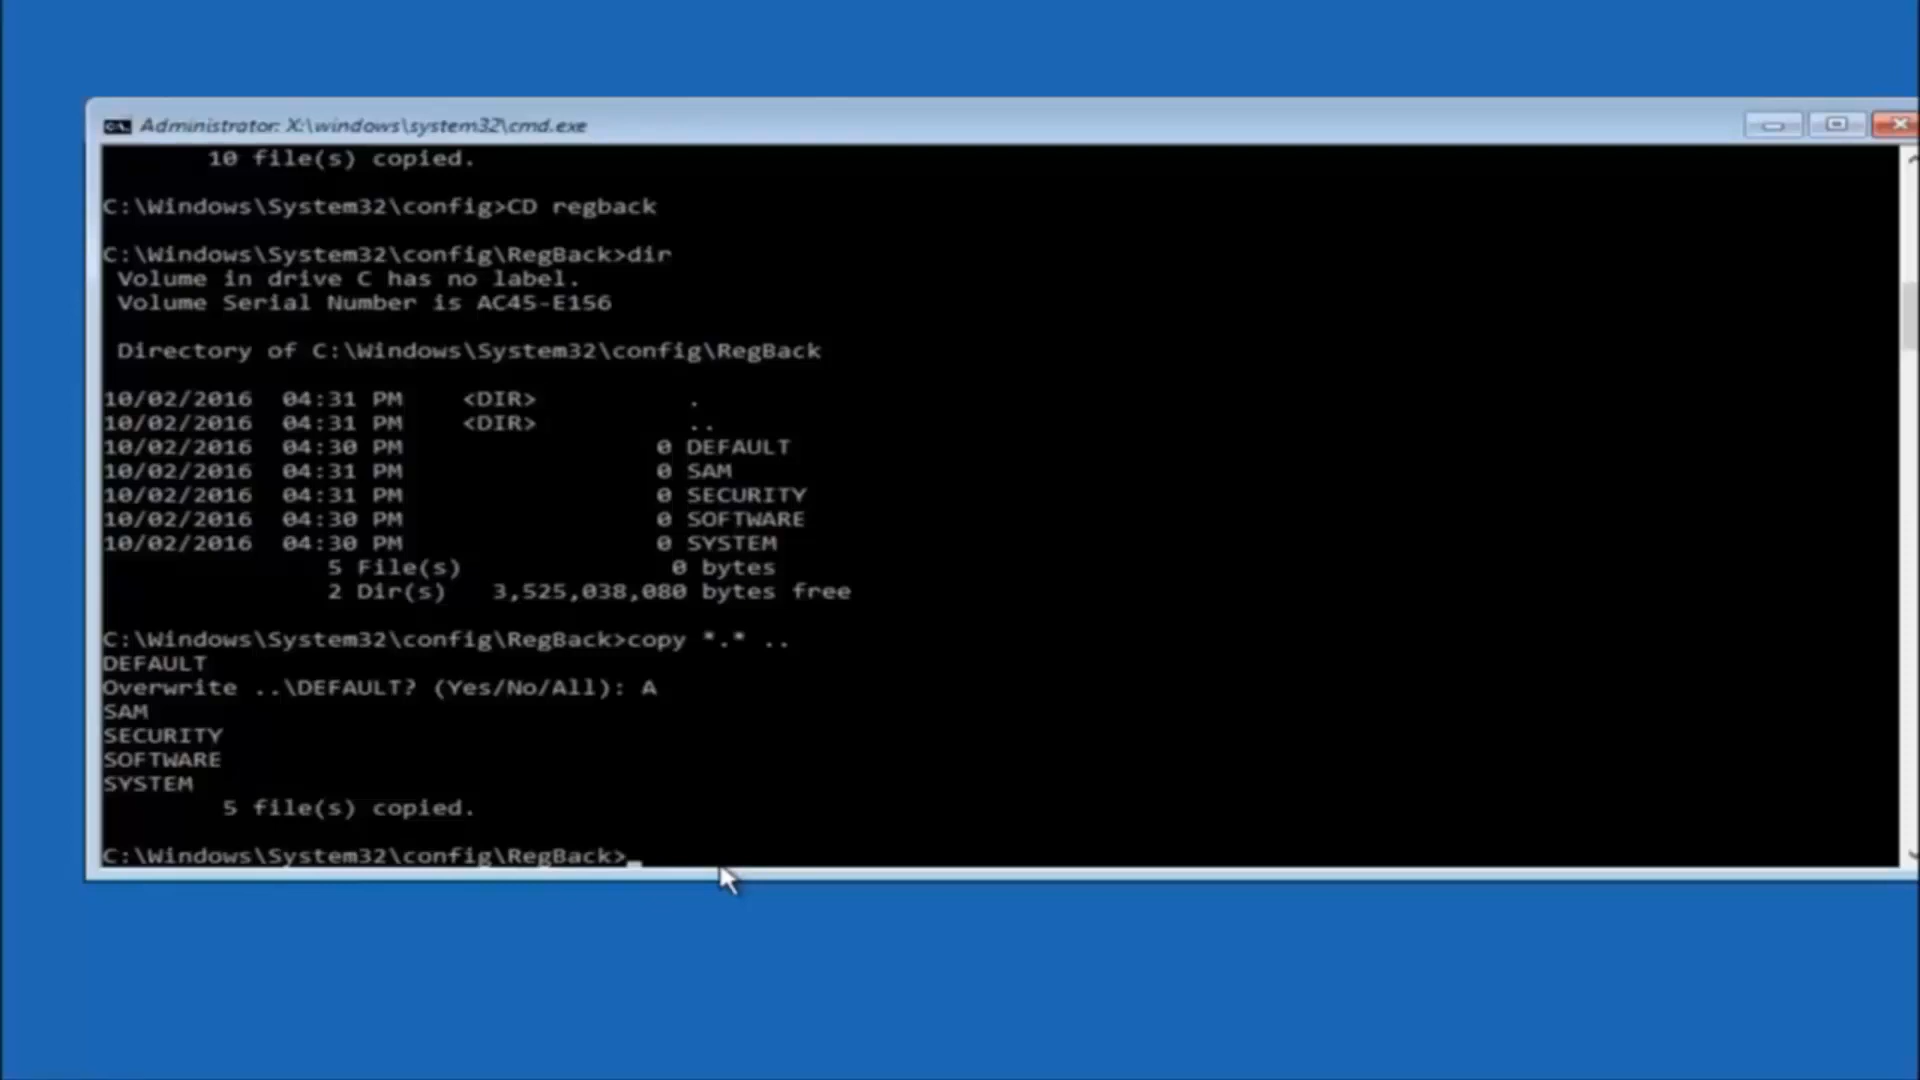 Administrator: X:\windows\system32\cmd.exe
10 file(s) copied.
C:\Windows\System32\config>CD regback
C:\Windows\System32\config\RegBack>dir
Volume in drive C has no label.
Volume Serial Number is AC45-E156
Directory of C:\Windows\System32\config\RegBack
10/02/2016 04:31 PM <DIR> .
10/02/2016 04:31 PM <DIR> ..
10/02/2016 04:30 PM 0 DEFAULT
10/02/2016 04:31 PM 0 SAM
10/02/2016 04:31 PM 0 SECURITY
10/02/2016 04:30 PM 0 SOFTWARE
10/02/2016 04:30 PM 0 SYSTEM
5 File(s) 0 bytes
2 Dir(s) 3,525,038,080 bytes free
C:\Windows\System32\config\RegBack>copy *.* ..
DEFAULT
Overwrite ..\DEFAULT? (Yes/No/All): A
SAM
SECURITY
SOFTWARE
SYSTEM
5 file(s) copied.
C:\Windows\System32\config\RegBack>_